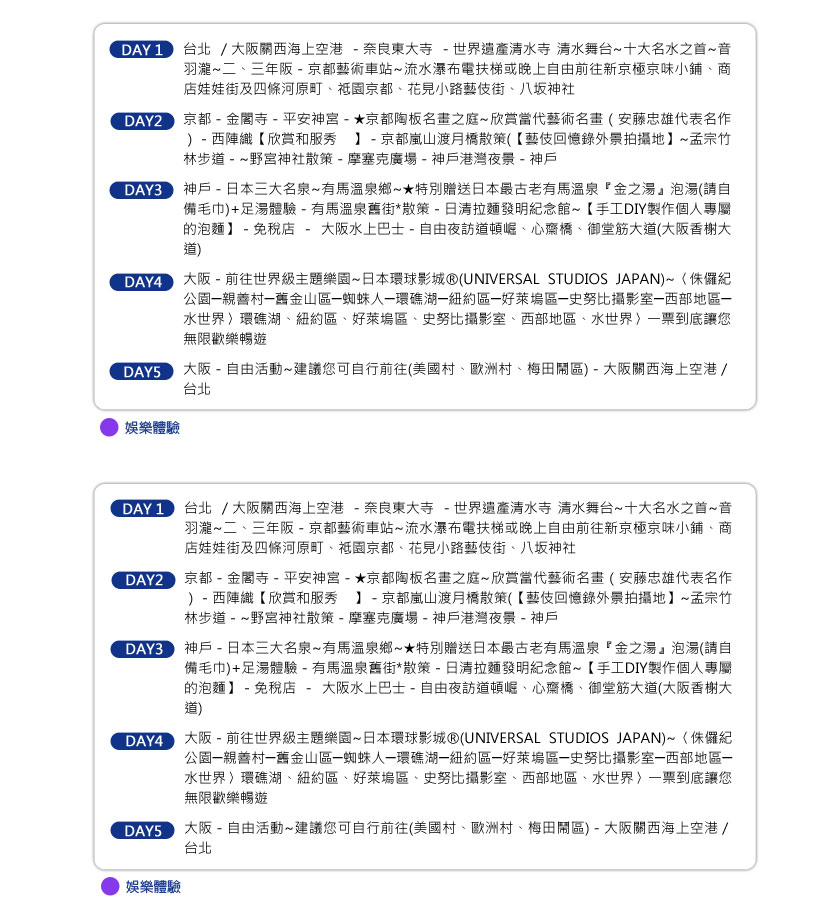 DAY 1 台北 / 大阪關西海上空港 - 奈良東大寺 - 世界遺產清水寺 清水舞台~十大名水之首~音
羽瀧~二、三年阪 - 京都藝術車站~流水瀑布電扶梯或晚上自由前往新京極京味小鋪、商
店娃娃街及四條河原町、祗園京都、花見小路藝伎街、八坂神社
DAY2 京都 - 金閣寺 - 平安神宮 - ★京都陶板名畫之庭~欣賞當代藝術名畫 ( 安藤忠雄代表名作
) - 西陣織【欣賞和服秀 】 - 京都嵐山渡月橋散策(【藝伎回憶錄外景拍攝地】~孟宗竹
林步道 - ~野宮神社散策 - 摩塞克廣場 - 神戶港灣夜景 - 神戶
DAY3 神戶 - 日本三大名泉~有馬溫泉鄉~★特別贈送日本最古老有馬溫泉『金之湯』泡湯(請自
備毛巾)+足湯體驗 - 有馬溫泉舊街*散策 - 日清拉麵發明紀念館~【手工DIY製作個人專屬
的泡麵】 - 免稅店 - 大阪水上巴士 - 自由夜訪道頓崛、心齋橋、御堂筋大道(大阪香榭大
道)
DAY4 大阪 - 前往世界級主題樂園~日本環球影城®(UNIVERSAL STUDIOS JAPAN)~〈侏儸紀
公園─親善村─舊金山區─蜘蛛人─環礁湖─紐約區─好萊塢區─史努比攝影室─西部地區─
水世界〉環礁湖、紐約區、好萊塢區、史努比攝影室、西部地區、水世界〉一票到底讓您
無限歡樂暢遊
DAY5 大阪 - 自由活動~建議您可自行前往(美國村、歐洲村、梅田鬧區) - 大阪關西海上空港 /
台北
娛樂體驗
DAY 1 台北 / 大阪關西海上空港 - 奈良東大寺 - 世界遺產清水寺 清水舞台~十大名水之首~音
羽瀧~二、三年阪 - 京都藝術車站~流水瀑布電扶梯或晚上自由前往新京極京味小鋪、商
店娃娃街及四條河原町、祗園京都、花見小路藝伎街、八坂神社
DAY2 京都 - 金閣寺 - 平安神宮 - ★京都陶板名畫之庭~欣賞當代藝術名畫 ( 安藤忠雄代表名作
) - 西陣織【欣賞和服秀 】 - 京都嵐山渡月橋散策(【藝伎回憶錄外景拍攝地】~孟宗竹
林步道 - ~野宮神社散策 - 摩塞克廣場 - 神戶港灣夜景 - 神戶
DAY3 神戶 - 日本三大名泉~有馬溫泉鄉~★特別贈送日本最古老有馬溫泉『金之湯』泡湯(請自
備毛巾)+足湯體驗 - 有馬溫泉舊街*散策 - 日清拉麵發明紀念館~【手工DIY製作個人專屬
的泡麵】 - 免稅店 - 大阪水上巴士 - 自由夜訪道頓崛、心齋橋、御堂筋大道(大阪香榭大
道)
DAY4 大阪 - 前往世界級主題樂園~日本環球影城®(UNIVERSAL STUDIOS JAPAN)~〈侏儸紀
公園─親善村─舊金山區─蜘蛛人─環礁湖─紐約區─好萊塢區─史努比攝影室─西部地區─
水世界〉環礁湖、紐約區、好萊塢區、史努比攝影室、西部地區、水世界〉一票到底讓您
無限歡樂暢遊
DAY5 大阪 - 自由活動~建議您可自行前往(美國村、歐洲村、梅田鬧區) - 大阪關西海上空港 /
台北
娛樂體驗